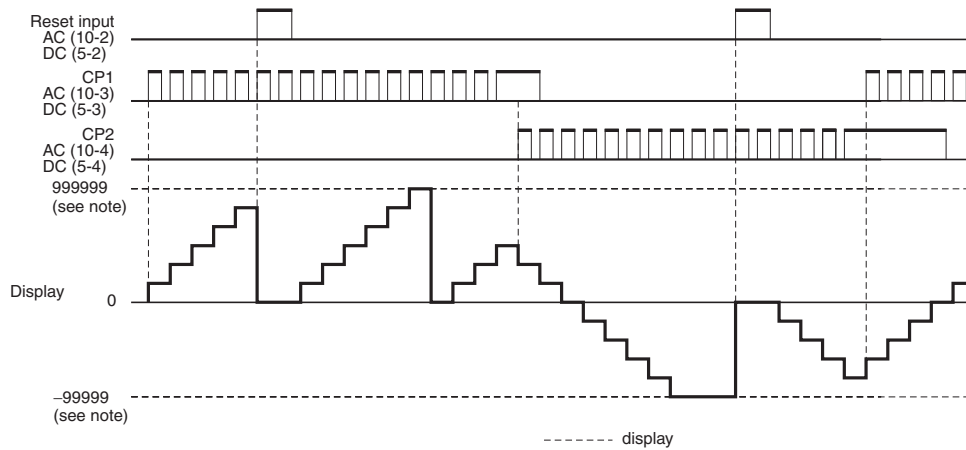 Reset input
AC (10-2)
DC (5-2)
CP1
AC (10-3)
DC (5-3)
CP2
AC (10-4)
DC (5-4)
999999
(see note)
Display 0
–99999
(see note)
display